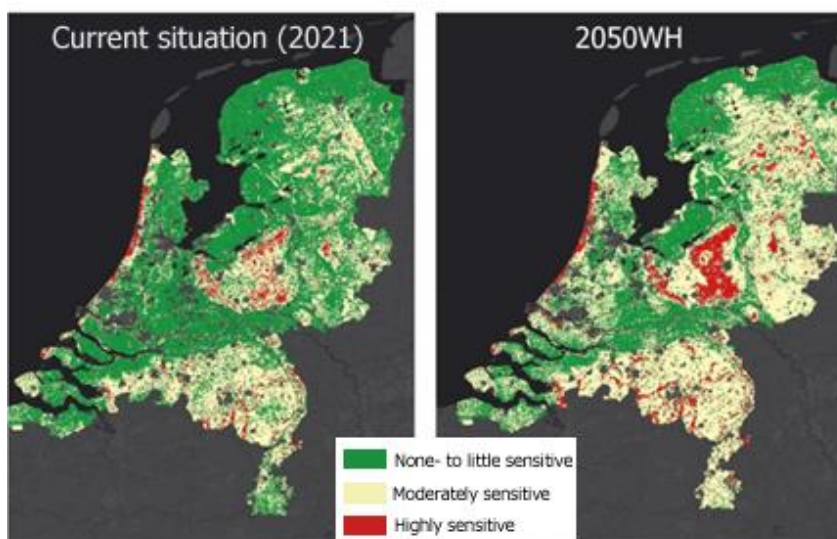 Current situation (2021)
2050WH
None- to little sensitive
Moderately sensitive
Highly sensitive